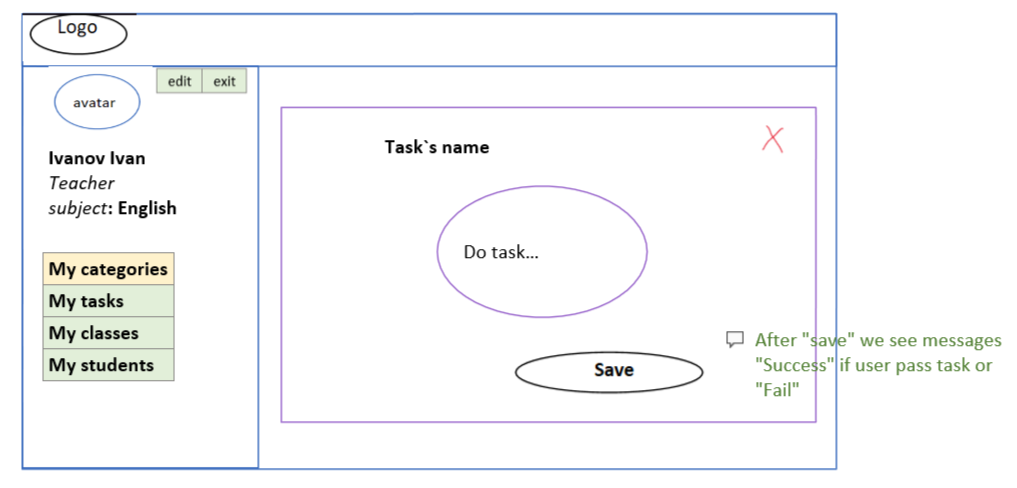 Logo
edit exit
avatar
Ivanov Ivan
Teacher
subject: English
My categories
My tasks
My classes
My students
Task`s name
X
Do task...
Save
After "save" we see messages
"Success" if user pass task or
"Fail"